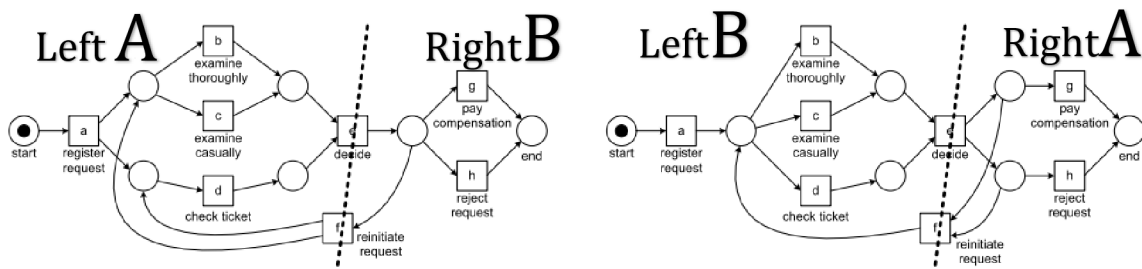 Left A
Right B
b
examine
thoroughly
g
pay
compensation
a
register
request
start
c
examine
casually
e
decide
end
d
check ticket
h
reject
request
f
reinitiate
request
Left B
Right A
b
examine
thoroughly
g
pay
compensation
a
register
request
start
c
examine
casually
e
decide
end
d
check ticket
h
reject
request
f
reinitiate
request